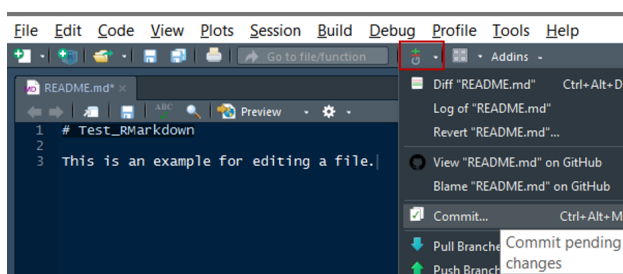 File Edit Code View Plots Session Build Debug Profile Tools Help
Go to file/function Addins
README.md*
ABC Preview
1 # Test_RMarkdown
2
3 This is an example for editing a file.
Diff "README.md" Ctrl+Alt+D
Log of "README.md"
Revert "README.md"...
View "README.md" on GitHub
Blame "README.md" on GitHub
Commit... Ctrl+Alt+M
Pull Branche
Commit pending
changes
Push Branch